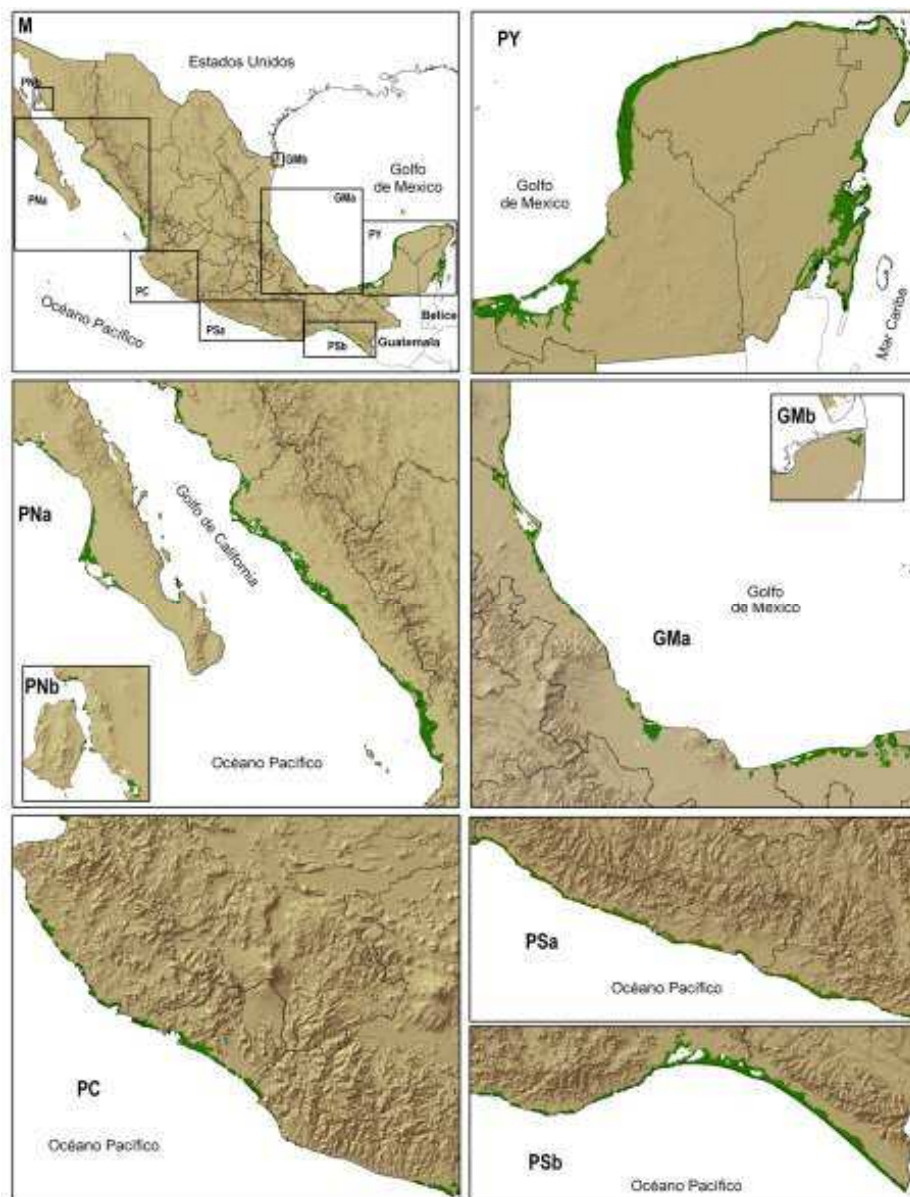 M
Estados Unidos
PNb
GMb
Golfo
de Mexico
GMa
PNa
PY
PC
Océano Pacífico
PSa
Belice
PSb
Guatemala
PY
Golfo
de Mexico
Mar Caribe
PNa
Golfo de California
PNb
Océano Pacífico
GMb
Golfo
de Mexico
GMa
PC
Océano Pacífico
PSa
Océano Pacífico
PSb
Océano Pacífico